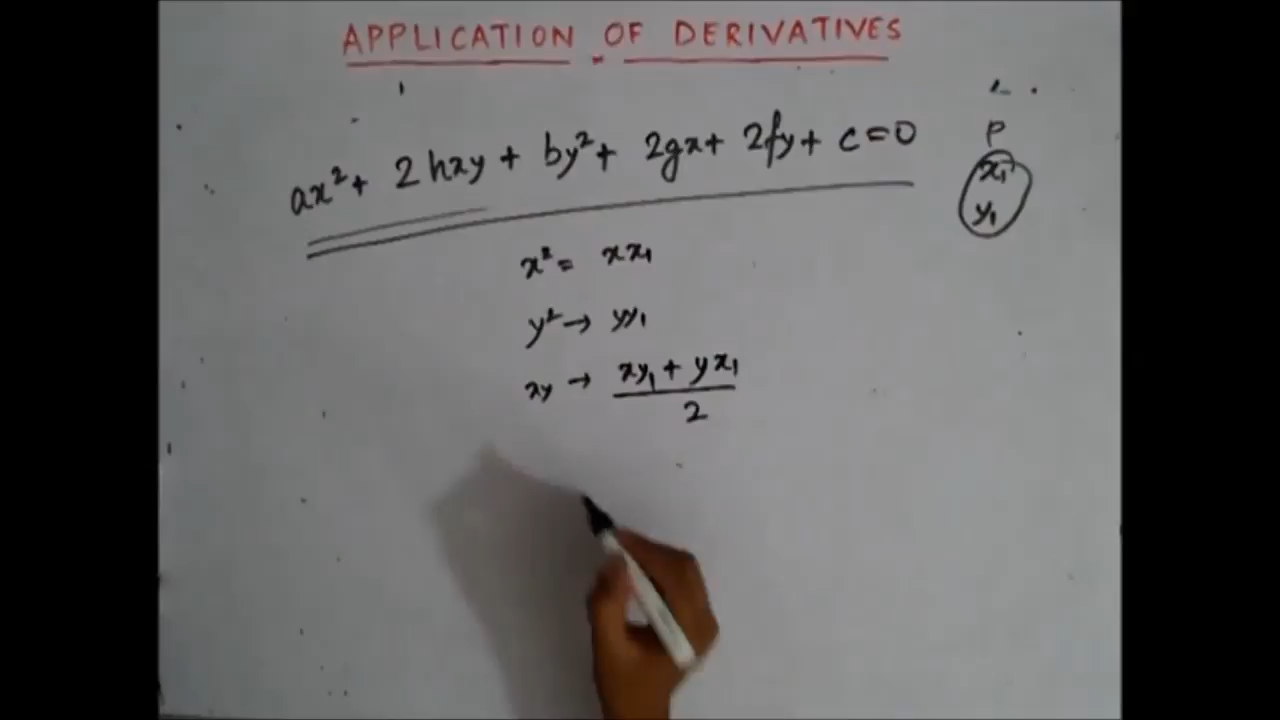 APPLICATION OF DERIVATIVES
ax² + 2hxy + by² + 2gx + 2fy + c = 0
P
x₁
y₁
x² = xx₁
y² → yy₁
xy → (xy₁ + yx₁)/2